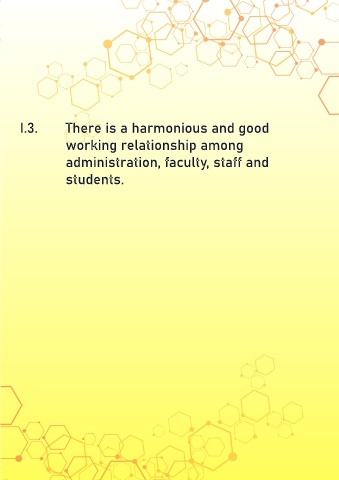 I.3. There is a harmonious and good
working relationship among
administration, faculty, staff and
students.